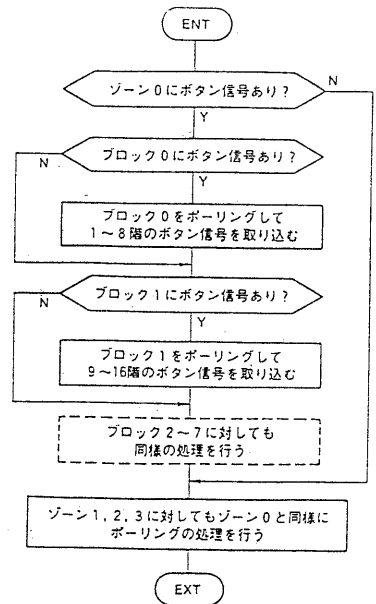 ENT
ゾーン0にボタン信号あり?
N
Y
ブロック0にボタン信号あり?
N
Y
ブロック0をポーリングして
1～8階のボタン信号を取り込む
ブロック1にボタン信号あり?
N
Y
ブロック1をポーリングして
9～16階のボタン信号を取り込む
ブロック2～7に対しても
同様の処理を行う
ゾーン1,2,3に対してもゾーン0と同様に
ポーリングの処理を行う
EXT